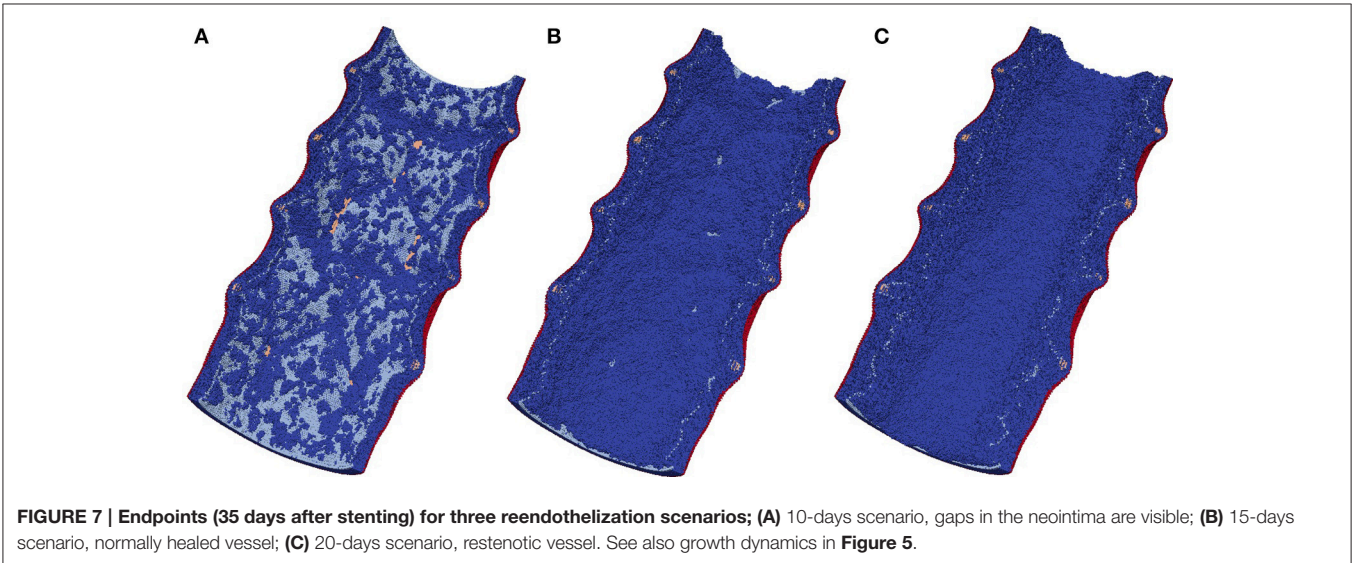 A
B
C
FIGURE 7 | Endpoints (35 days after stenting) for three reendothelization scenarios; (A) 10-days scenario, gaps in the neointima are visible; (B) 15-days
scenario, normally healed vessel; (C) 20-days scenario, restenotic vessel. See also growth dynamics in Figure 5.